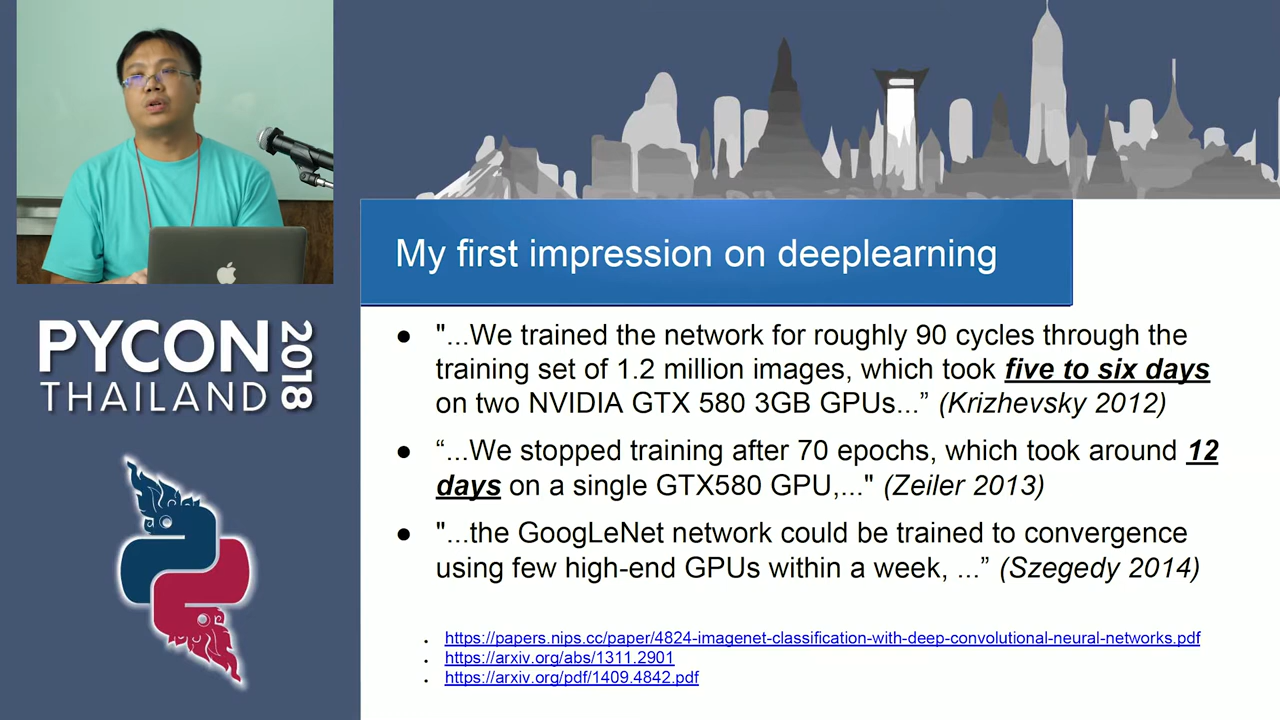 My first impression on deeplearning
● "...We trained the network for roughly 90 cycles through the
training set of 1.2 million images, which took five to six days
on two NVIDIA GTX 580 3GB GPUs...” (Krizhevsky 2012)
● “...We stopped training after 70 epochs, which took around 12
days on a single GTX580 GPU,..." (Zeiler 2013)
● "...the GoogLeNet network could be trained to convergence
using few high-end GPUs within a week, ...” (Szegedy 2014)
• https://papers.nips.cc/paper/4824-imagenet-classification-with-deep-convolutional-neural-networks.pdf
• https://arxiv.org/abs/1311.2901
• https://arxiv.org/pdf/1409.4842.pdf
PYCON
THAILAND
2018